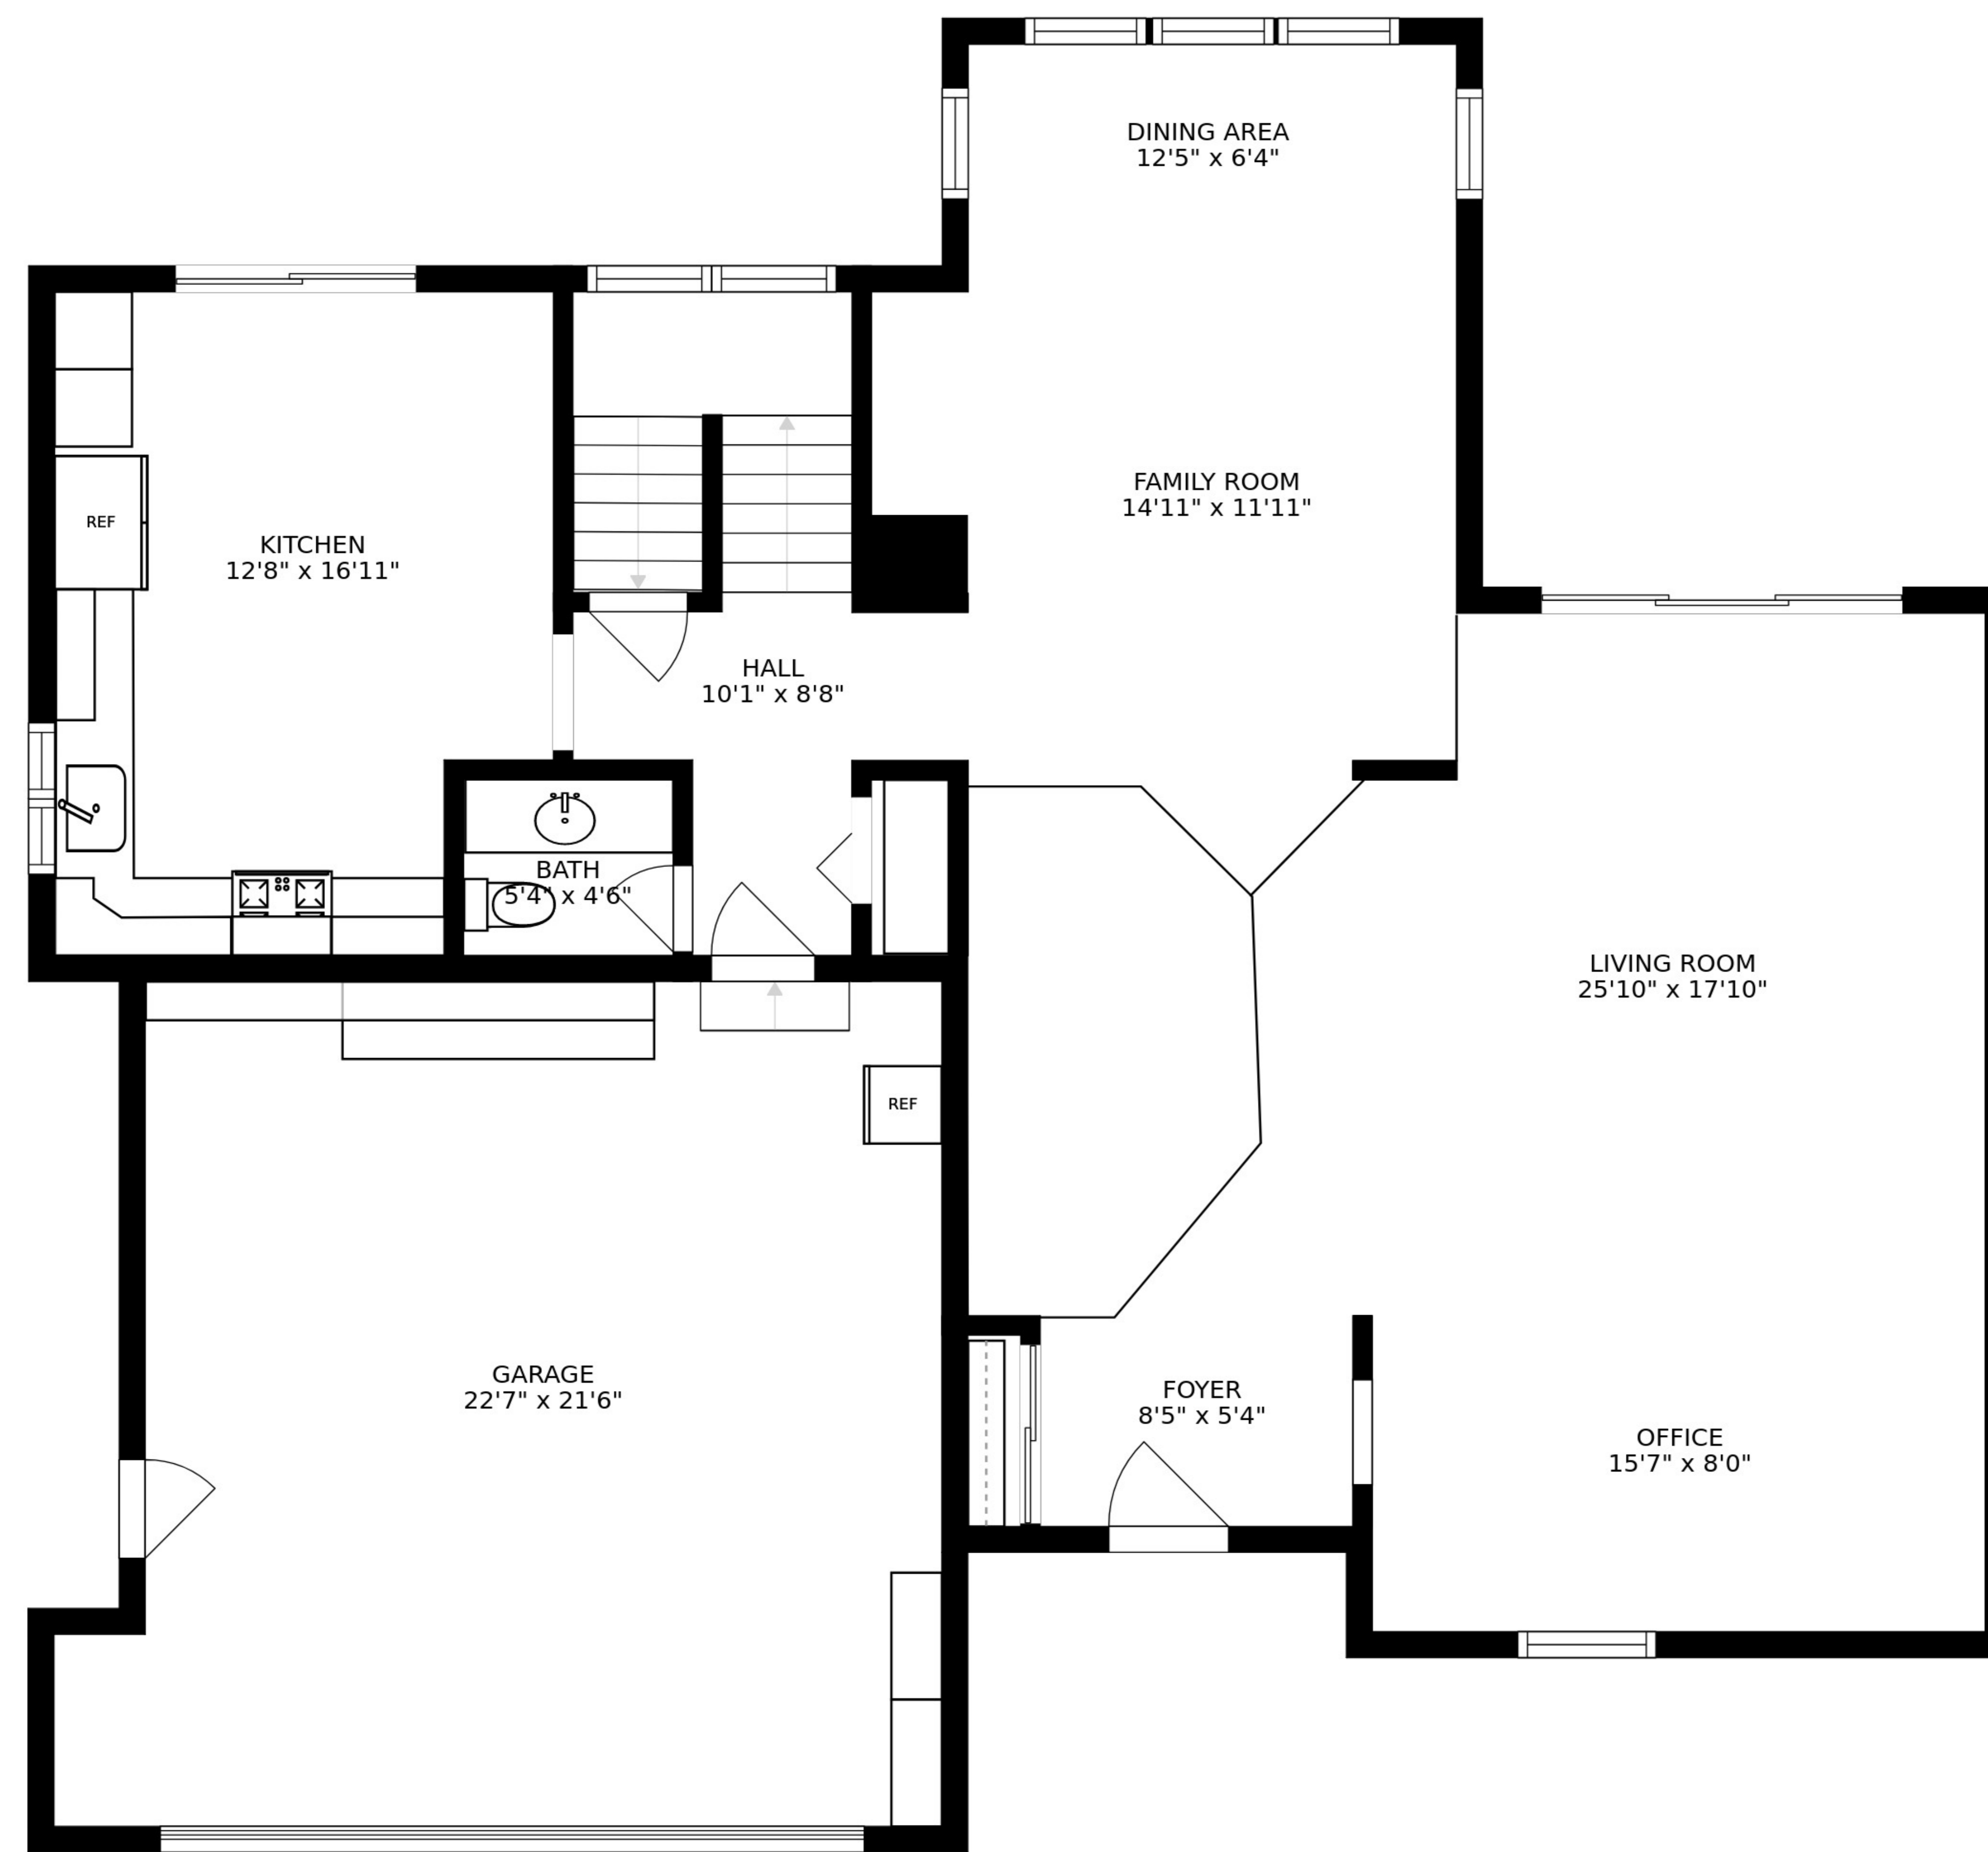 DINING AREA
12'5" x 6'4"
FAMILY ROOM
14'11" x 11'11"
REF
KITCHEN
12'8" x 16'11"
HALL
10'1" x 8'8"
BATH
5'4" x 4'6"
LIVING ROOM
25'10" x 17'10"
REF
GARAGE
22'7" x 21'6"
FOYER
8'5" x 5'4"
OFFICE
15'7" x 8'0"